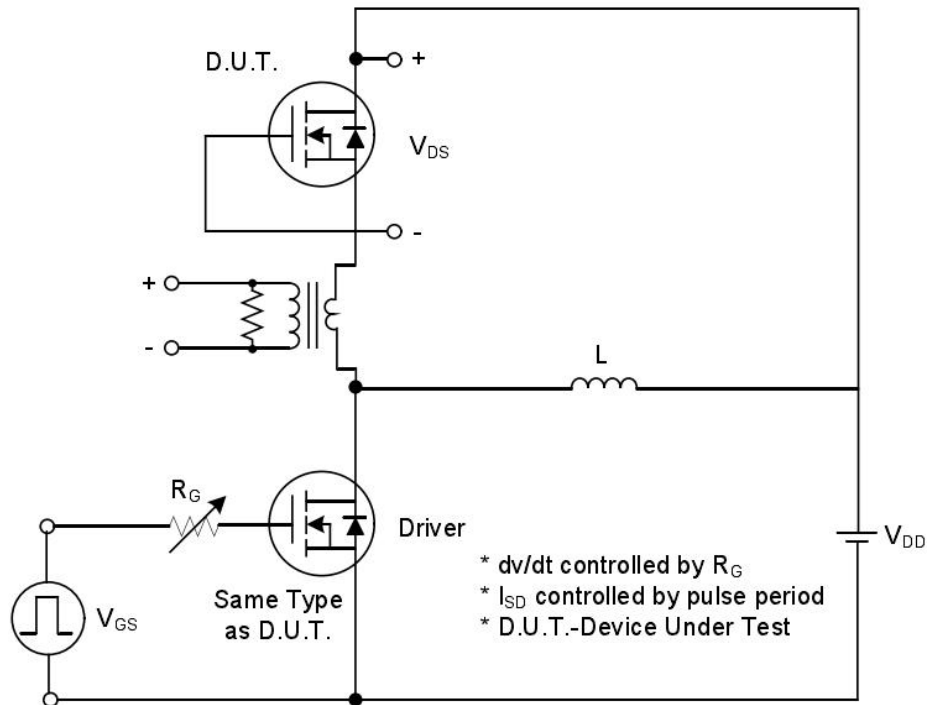 D.U.T.
+
V_DS
-
+
-
L
R_G
Driver
V_DD
V_GS
Same Type
as D.U.T.
* dv/dt controlled by R_G
* I_SD controlled by pulse period
* D.U.T.-Device Under Test